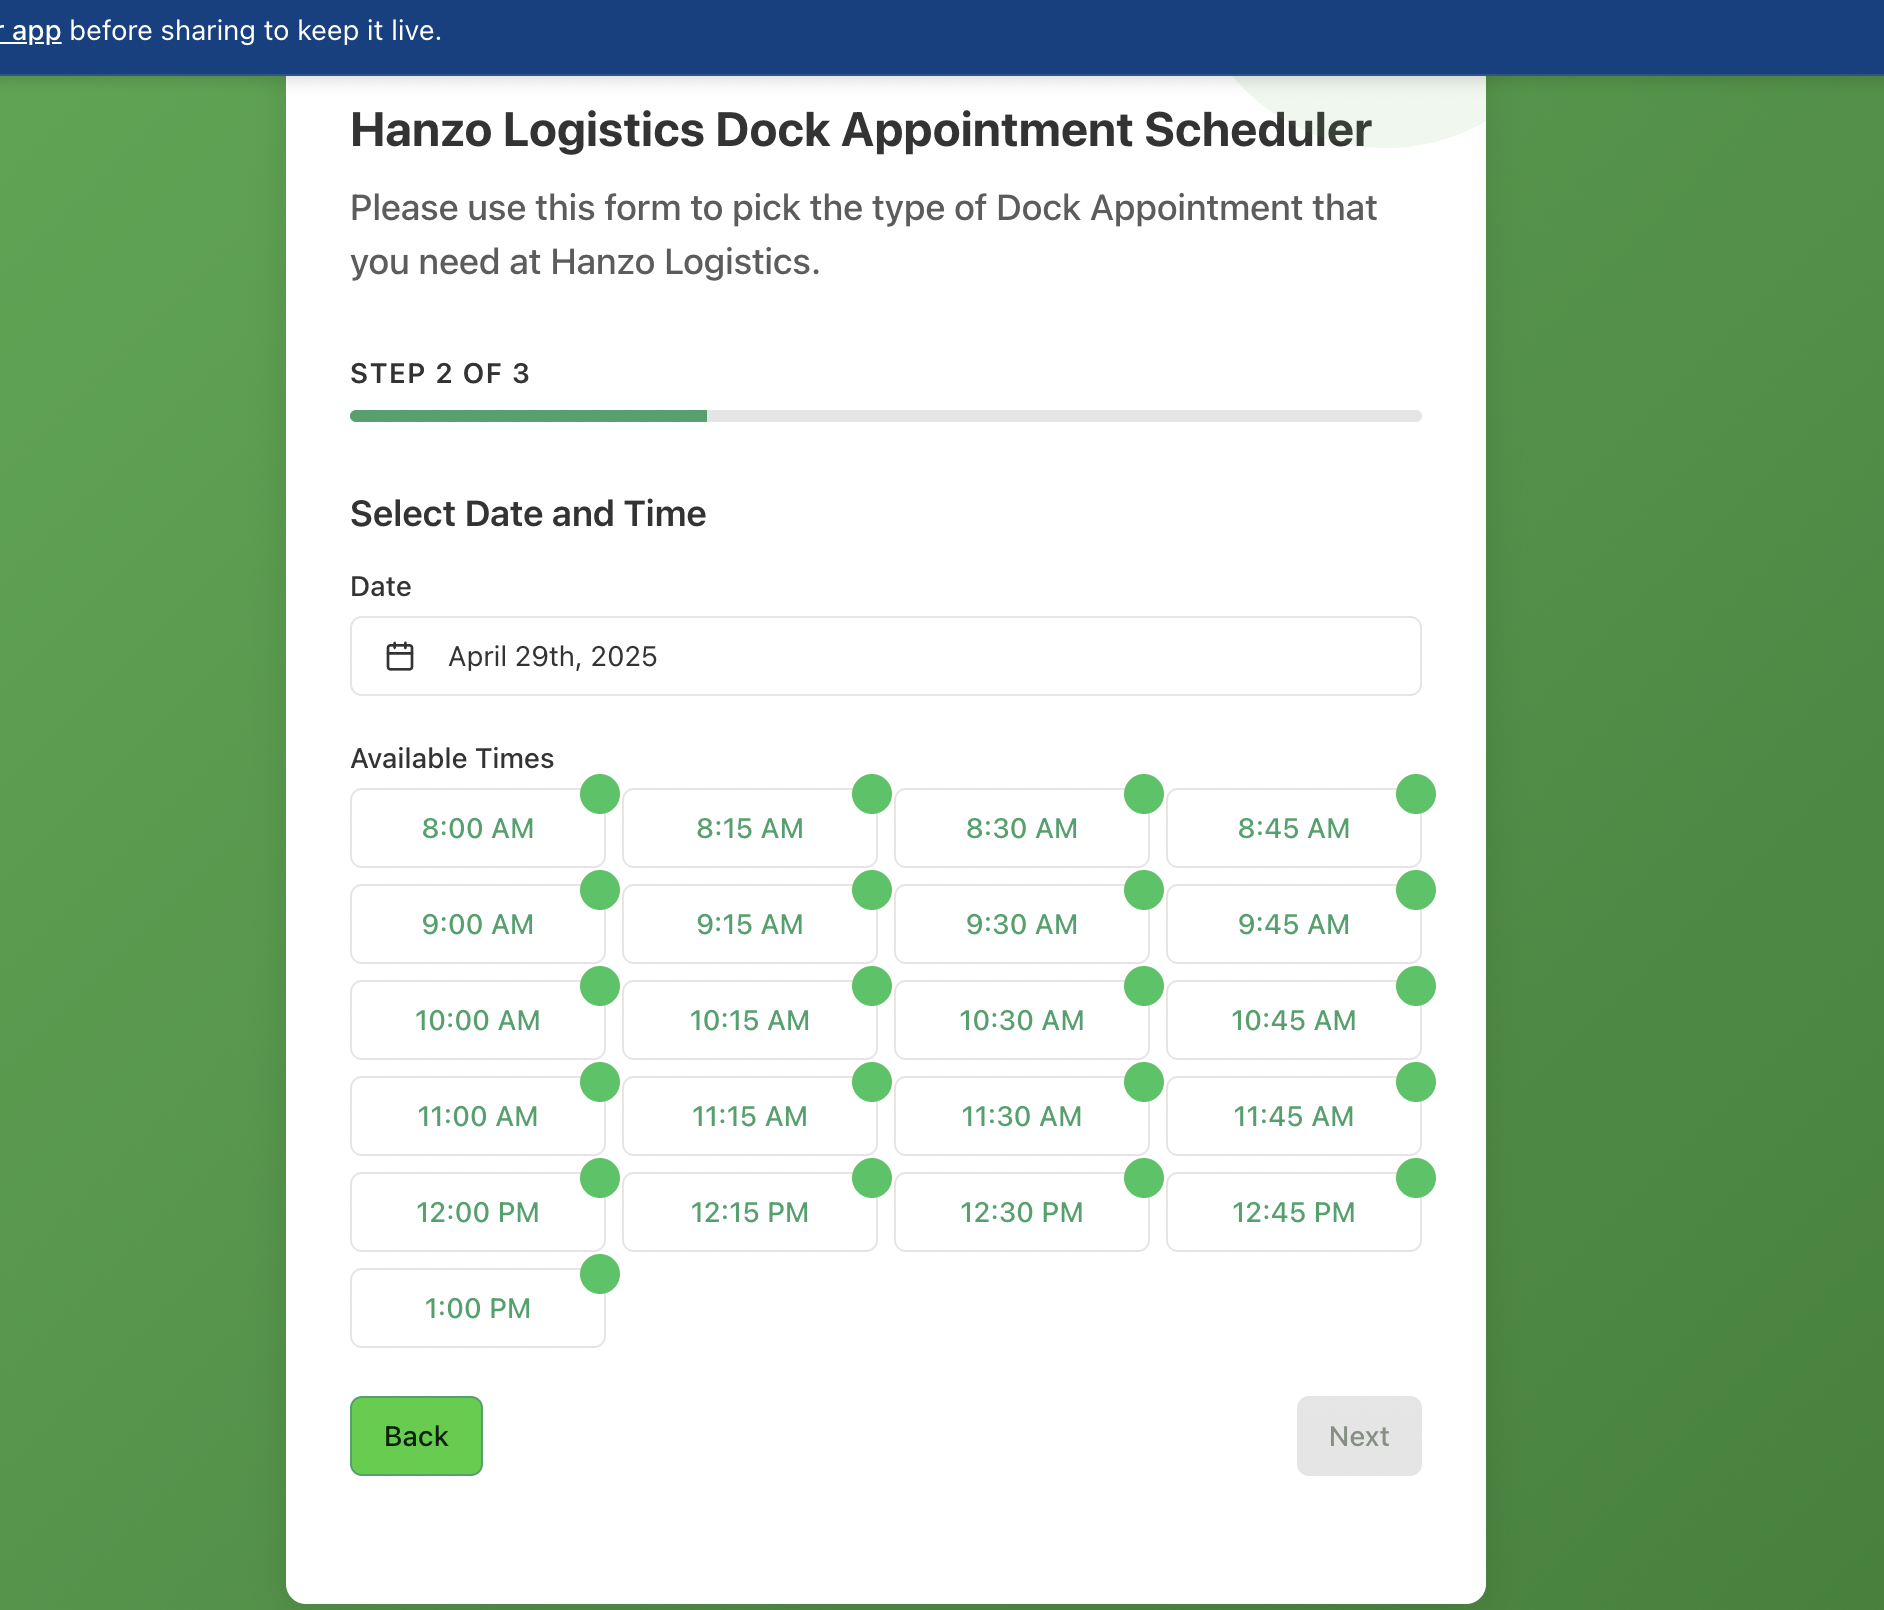 app before sharing to keep it live.
Hanzo Logistics Dock Appointment Scheduler
Please use this form to pick the type of Dock Appointment that
you need at Hanzo Logistics.
STEP 2 OF 3
Select Date and Time
Date
April 29th, 2025
Available Times
8:00 AM 8:15 AM 8:30 AM 8:45 AM
9:00 AM 9:15 AM 9:30 AM 9:45 AM
10:00 AM 10:15 AM 10:30 AM 10:45 AM
11:00 AM 11:15 AM 11:30 AM 11:45 AM
12:00 PM 12:15 PM 12:30 PM 12:45 PM
1:00 PM
Back Next